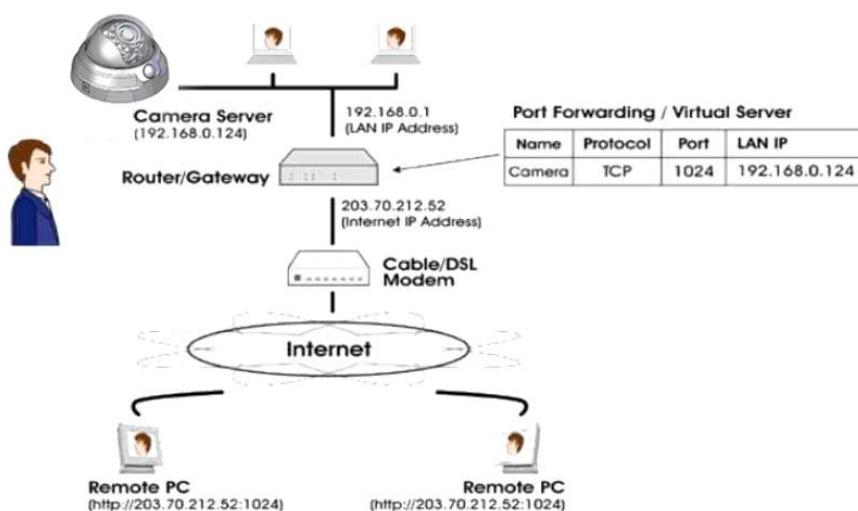 Camera Server
(192.168.0.124)
192.168.0.1
(LAN IP Address)
Port Forwarding / Virtual Server
Name Protocol Port LAN IP
Camera TCP 1024 192.168.0.124
Router/Gateway
203.70.212.52
(Internet IP Address)
Cable/DSL
Modem
Internet
Remote PC
(http://203.70.212.52:1024)
Remote PC
(http://203.70.212.52:1024)